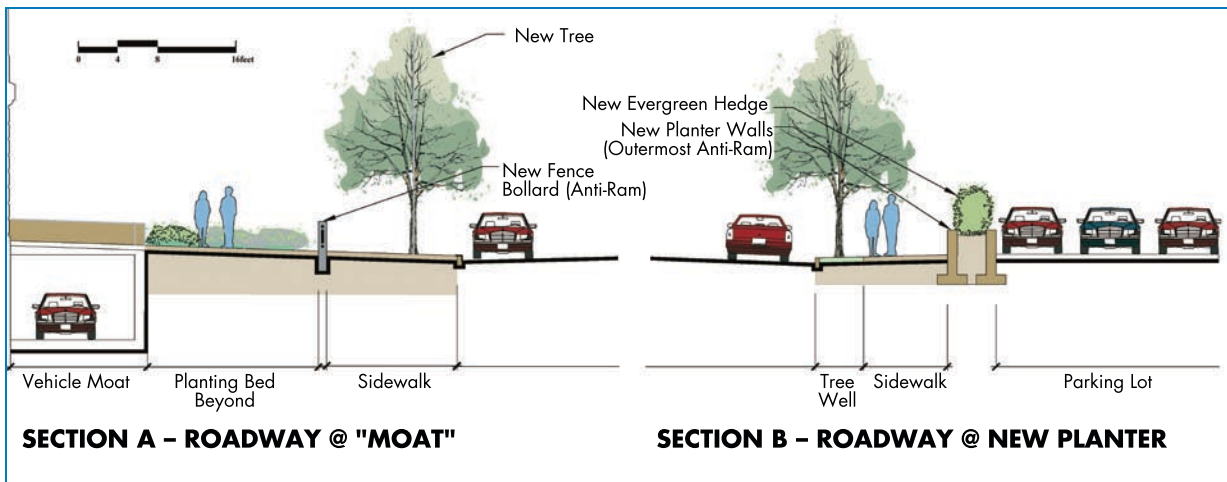 0 4 8 16feet
New Tree
New Fence
Bollard (Anti-Ram)
Vehicle Moat
Planting Bed
Beyond
Sidewalk
SECTION A – ROADWAY @ "MOAT"
New Evergreen Hedge
New Planter Walls
(Outermost Anti-Ram)
Tree
Well
Sidewalk
Parking Lot
SECTION B – ROADWAY @ NEW PLANTER